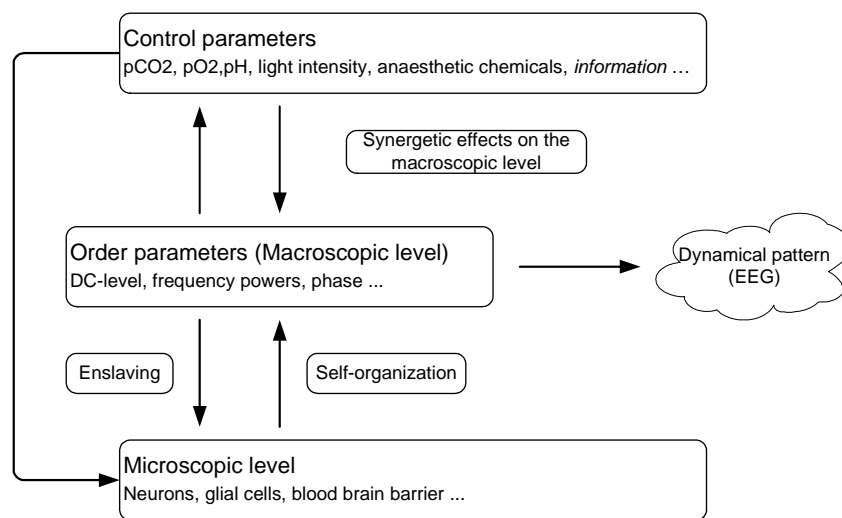 Control parameters
pCO2, pO2,pH, light intensity, anaesthetic chemicals, information ...
Synergetic effects on the
macroscopic level
Order parameters (Macroscopic level)
DC-level, frequency powers, phase ...
Dynamical pattern
(EEG)
Enslaving
Self-organization
Microscopic level
Neurons, glial cells, blood brain barrier ...